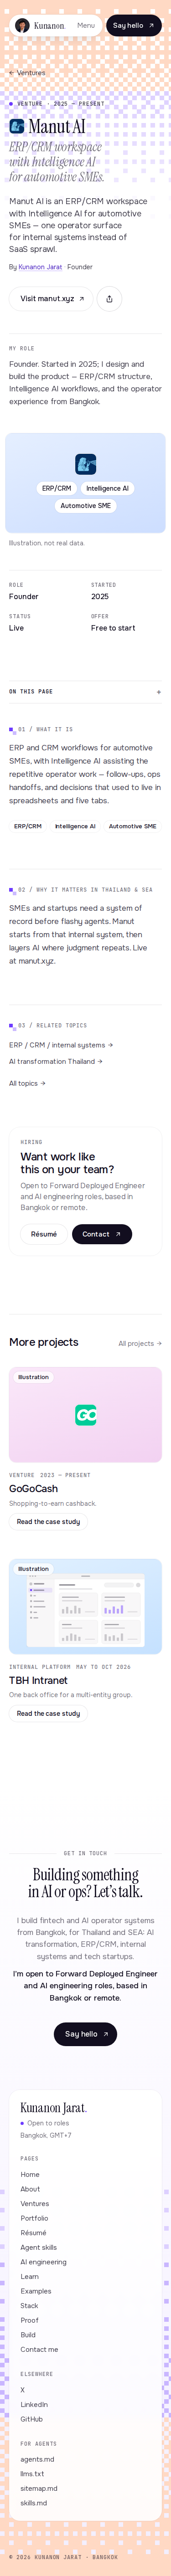 Kunanon.
Menu
Say hello ↗
← Ventures
VENTURE · 2025 — PRESENT
Manut AI
ERP/CRM workspace
with Intelligence AI
for automotive SMEs.
Manut AI is an ERP/CRM workspace
with Intelligence AI for automotive
SMEs — one operator surface
for internal systems instead of
SaaS sprawl.
By Kunanon Jarat · Founder
Visit manut.xyz ↗
MY ROLE
Founder. Started in 2025; I design and
build the product — ERP/CRM structure,
Intelligence AI workflows, and the operator
experience from Bangkok.
ERP/CRM
Intelligence AI
Automotive SME
Illustration, not real data.
ROLE
Founder
STARTED
2025
STATUS
Live
OFFER
Free to start
ON THIS PAGE +
01 / WHAT IT IS
ERP and CRM workflows for automotive
SMEs, with Intelligence AI assisting the
repetitive operator work — follow-ups, ops
handoffs, and decisions that used to live in
spreadsheets and five tabs.
ERP/CRM
Intelligence AI
Automotive SME
02 / WHY IT MATTERS IN THAILAND & SEA
SMEs and startups need a system of
record before flashy agents. Manut
starts from that internal system, then
layers AI where judgment repeats. Live
at manut.xyz.
03 / RELATED TOPICS
ERP / CRM / internal systems →
AI transformation Thailand →
All topics →
HIRING
Want work like
this on your team?
Open to Forward Deployed Engineer
and AI engineering roles, based in
Bangkok or remote.
Résumé
Contact ↗
More projects
All projects →
Illustration
GO
VENTURE 2023 — PRESENT
GoGoCash
Shopping-to-earn cashback.
Read the case study
Illustration
INTERNAL PLATFORM MAY TO OCT 2026
TBH Intranet
One back office for a multi-entity group.
Read the case study
GET IN TOUCH
Building something
in AI or ops? Let's talk.
I build fintech and AI operator systems
from Bangkok, for Thailand and SEA: AI
transformation, ERP/CRM, internal
systems and tech startups.
I'm open to Forward Deployed Engineer
and AI engineering roles, based in
Bangkok or remote.
Say hello ↗
Kunanon Jarat.
Open to roles
Bangkok, GMT+7
PAGES
Home
About
Ventures
Portfolio
Résumé
Agent skills
AI engineering
Learn
Examples
Stack
Proof
Build
Contact me
ELSEWHERE
X
LinkedIn
GitHub
FOR AGENTS
agents.md
llms.txt
sitemap.md
skills.md
© 2026 KUNANON JARAT · BANGKOK